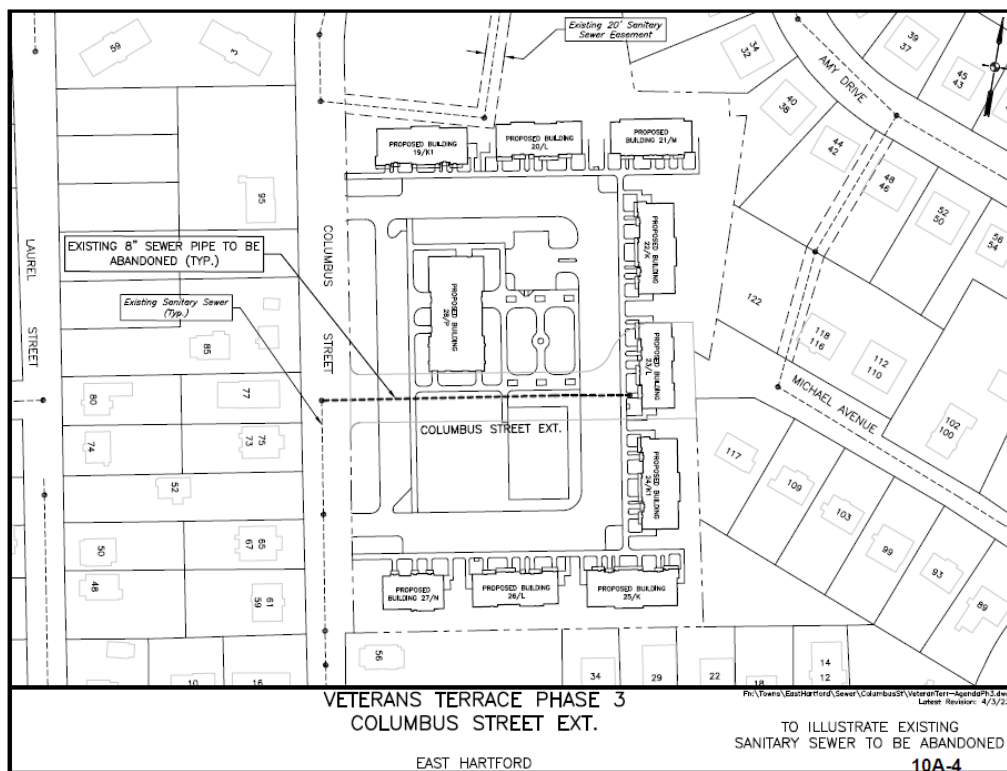 59
3
Existing 20' Sanitary
Sewer Easement
34
32
39
37
45
43
AMY DRIVE
40
38
44
42
48
46
52
50
56
54
PROPOSED BUILDING
19/K1
PROPOSED BUILDING
20/L
PROPOSED BUILDING
21/M
95
EXISTING 8" SEWER PIPE TO BE
ABANDONED (TYP.)
Existing Sanitary Sewer
(Typ.)
LAUREL
STREET
COLUMBUS
STREET
PROPOSED BUILDING
22/K
PROPOSED BUILDING
28/P
PROPOSED BUILDING
23/L
122
118
116
112
110
MICHAEL AVENUE
102
100
85
80
77
74
75
73
COLUMBUS STREET EXT.
PROPOSED BUILDING
24/K1
117
109
103
99
93
89
52
50
65
67
48
61
59
PROPOSED
BUILDING 27/N
PROPOSED BUILDING
26/L
PROPOSED BUILDING
25/K
56
10
16
34
29
22
18
14
12
VETERANS TERRACE PHASE 3
COLUMBUS STREET EXT.
EAST HARTFORD
Latest Revision:
TO ILLUSTRATE EXISTING
SANITARY SEWER TO BE ABANDONED
10A-4